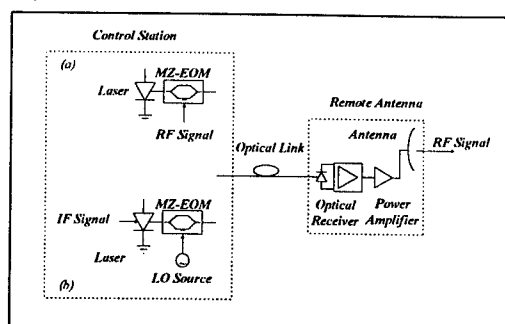 Control Station
(a)
MZ-EOM
Laser
RF Signal
Remote Antenna
Antenna
RF Signal
Optical Link
Optical Receiver
Power Amplifier
MZ-EOM
IF Signal
Laser
LO Source
(b)